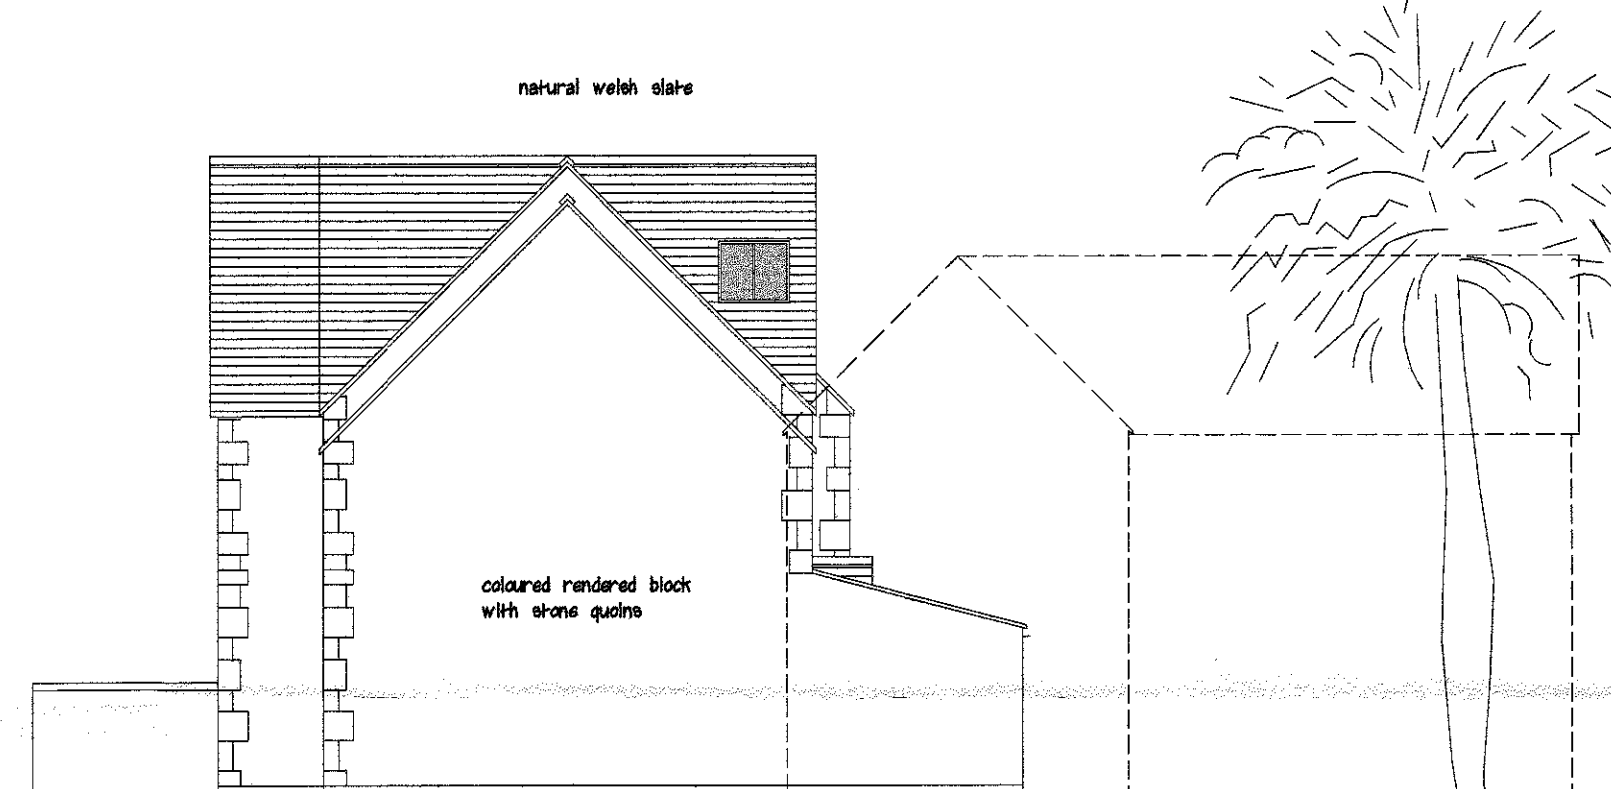 natural welsh slate
coloured rendered block
with stone quoins